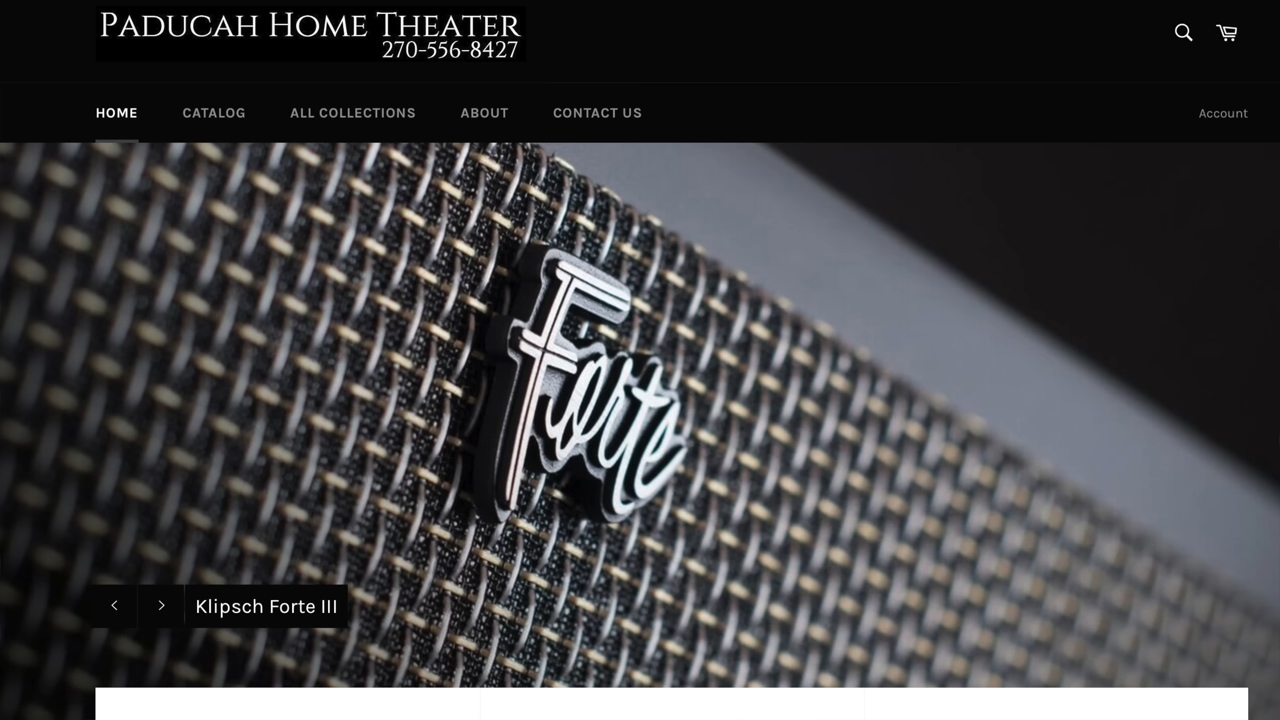 PADUCAH HOME THEATER
270-556-8427
HOME
CATALOG
ALL COLLECTIONS
ABOUT
CONTACT US
Account
Forte
Klipsch Forte III